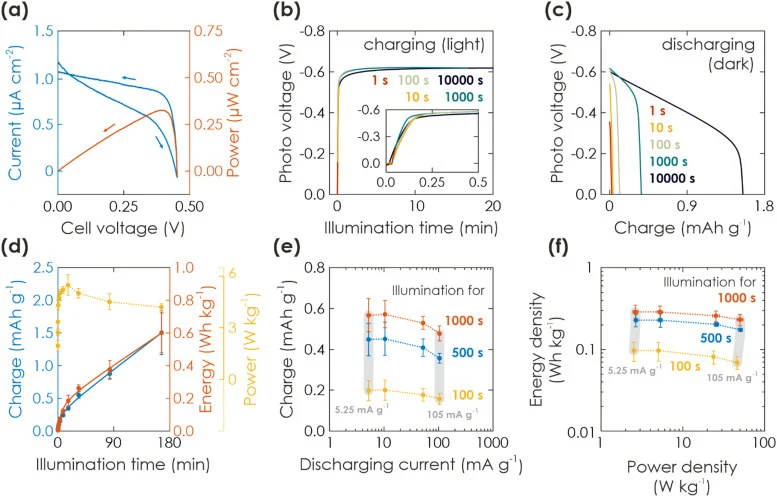 (a)
1.5
1.0
0.5
0
Current (µA cm-2)
0.75
0.50
0.25
0.00
Power (µW cm-2)
0.00
0.25
0.50
Cell voltage (V)
(b)
-0.8
-0.6
-0.4
-0.2
0.0
Photo voltage (V)
charging (light)
1 s 100 s 10000 s
10 s 1000 s
-0.6
-0.3
0.0
0 0.25 0.5
0 10 20
Illumination time (min)
(c)
-0.8
-0.6
-0.4
-0.2
0.0
Photo voltage (V)
discharging
(dark)
1 s
10 s
100 s
1000 s
10000 s
0.0 0.9 1.8
Charge (mAh g-1)
(d)
2.5
2.0
1.5
1.0
0.5
0.0
Charge (mAh g-1)
1.0
0.8
0.6
0.4
0.2
0.0
Energy (Wh kg-1)
6
3
0
Power (W kg-1)
0 90 180
Illumination time (min)
(e)
0.8
0.6
0.4
0.2
0.0
Charge (mAh g-1)
Illumination for
1000 s
500 s
100 s
5.25 mA g-1
105 mA g-1
1 10 100 1000
Discharging current (mA g-1)
(f)
1
0.1
0.01
Energy density
(Wh kg-1)
Illumination for
1000 s
500 s
100 s
5.25 mA g-1
105 mA g-1
1 10 100
Power density
(W kg-1)